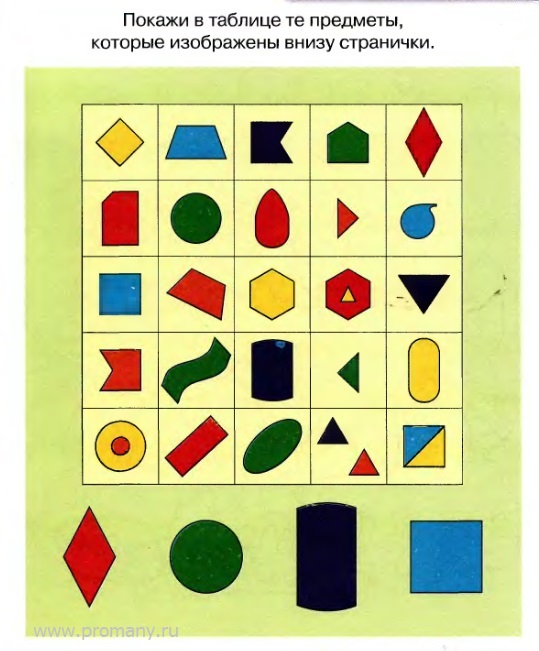 Покажи в таблице те предметы,
которые изображены внизу странички.
www.promany.ru